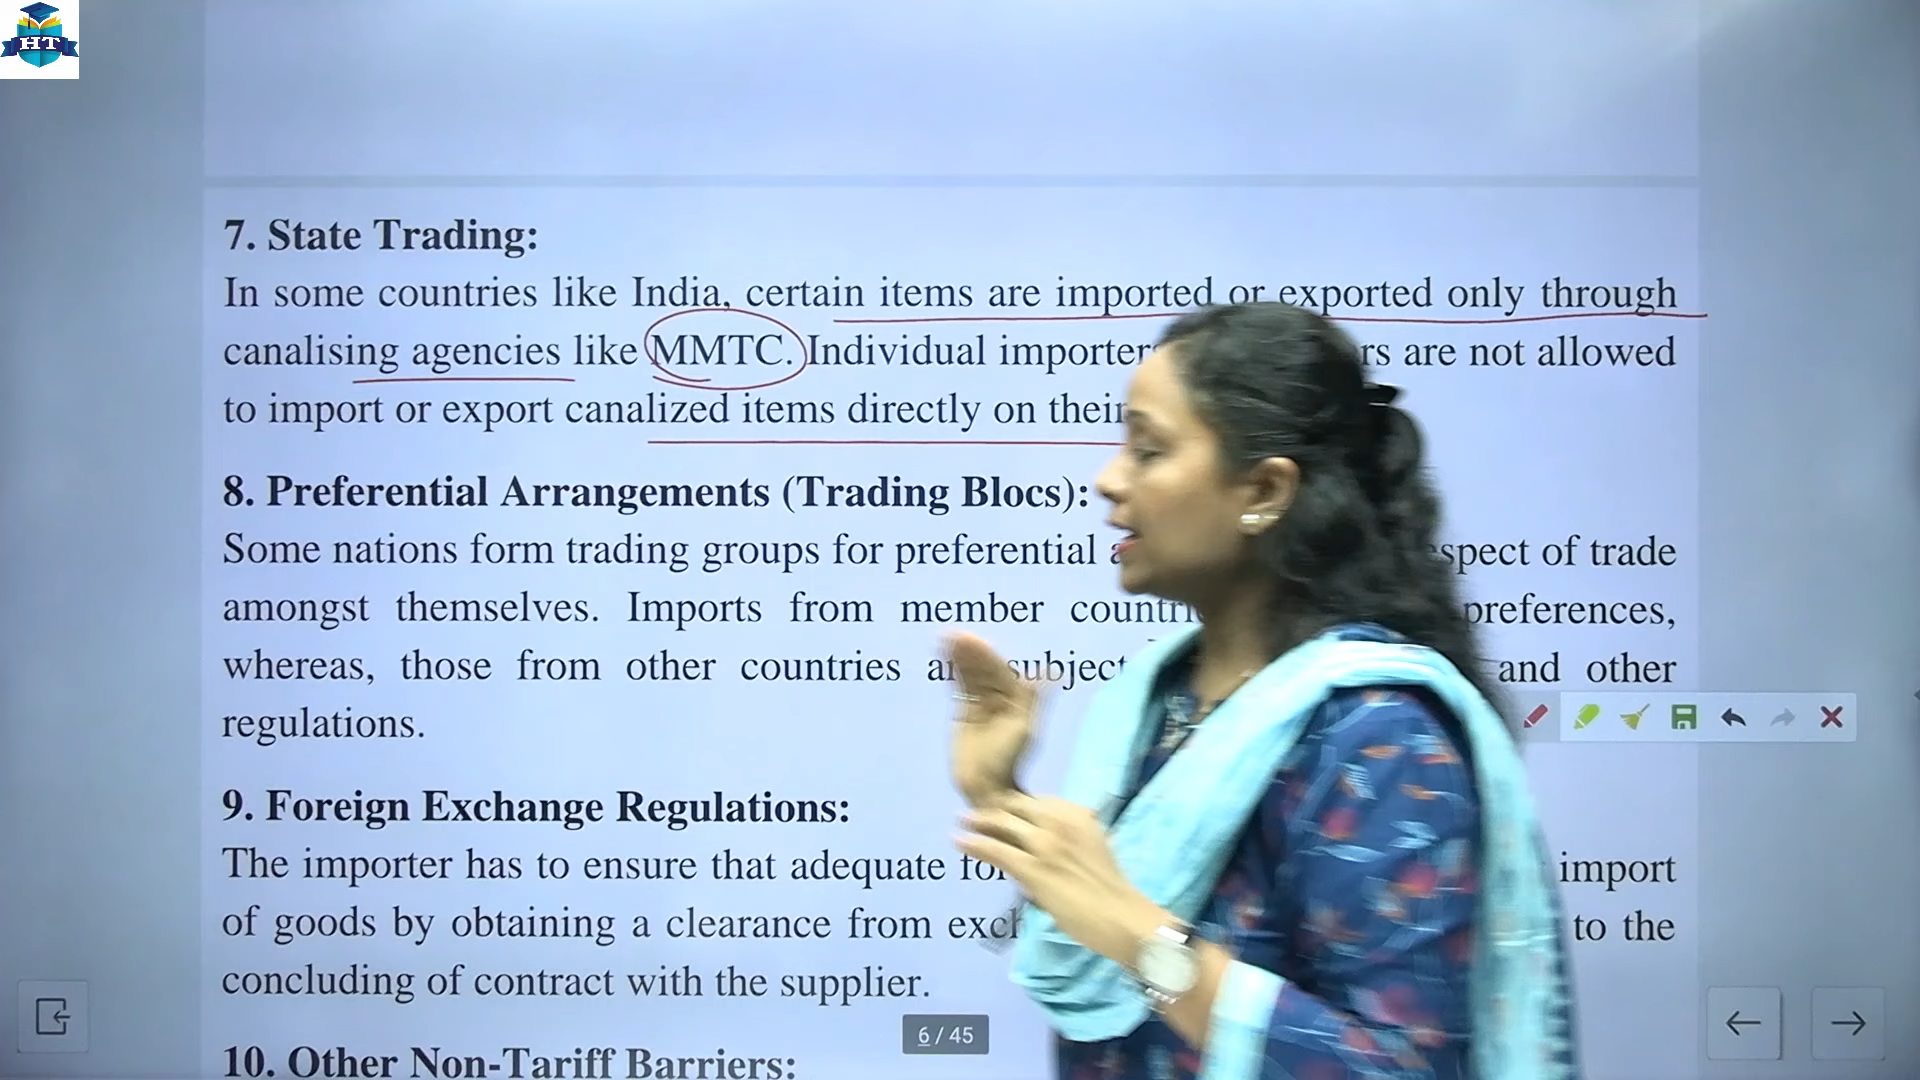 HT
7. State Trading:
In some countries like India, certain items are imported or exported only through
canalising agencies like MMTC. Individual importer rs are not allowed
to import or export canalized items directly on their
8. Preferential Arrangements (Trading Blocs):
Some nations form trading groups for preferential spect of trade
amongst themselves. Imports from member preferences,
whereas, those from other countries subject and other
regulations.
9. Foreign Exchange Regulations:
The importer has to ensure that adequate import
of goods by obtaining a clearance from to the
concluding of contract with the supplier.
6 / 45
10. Other Non-Tariff Barriers: